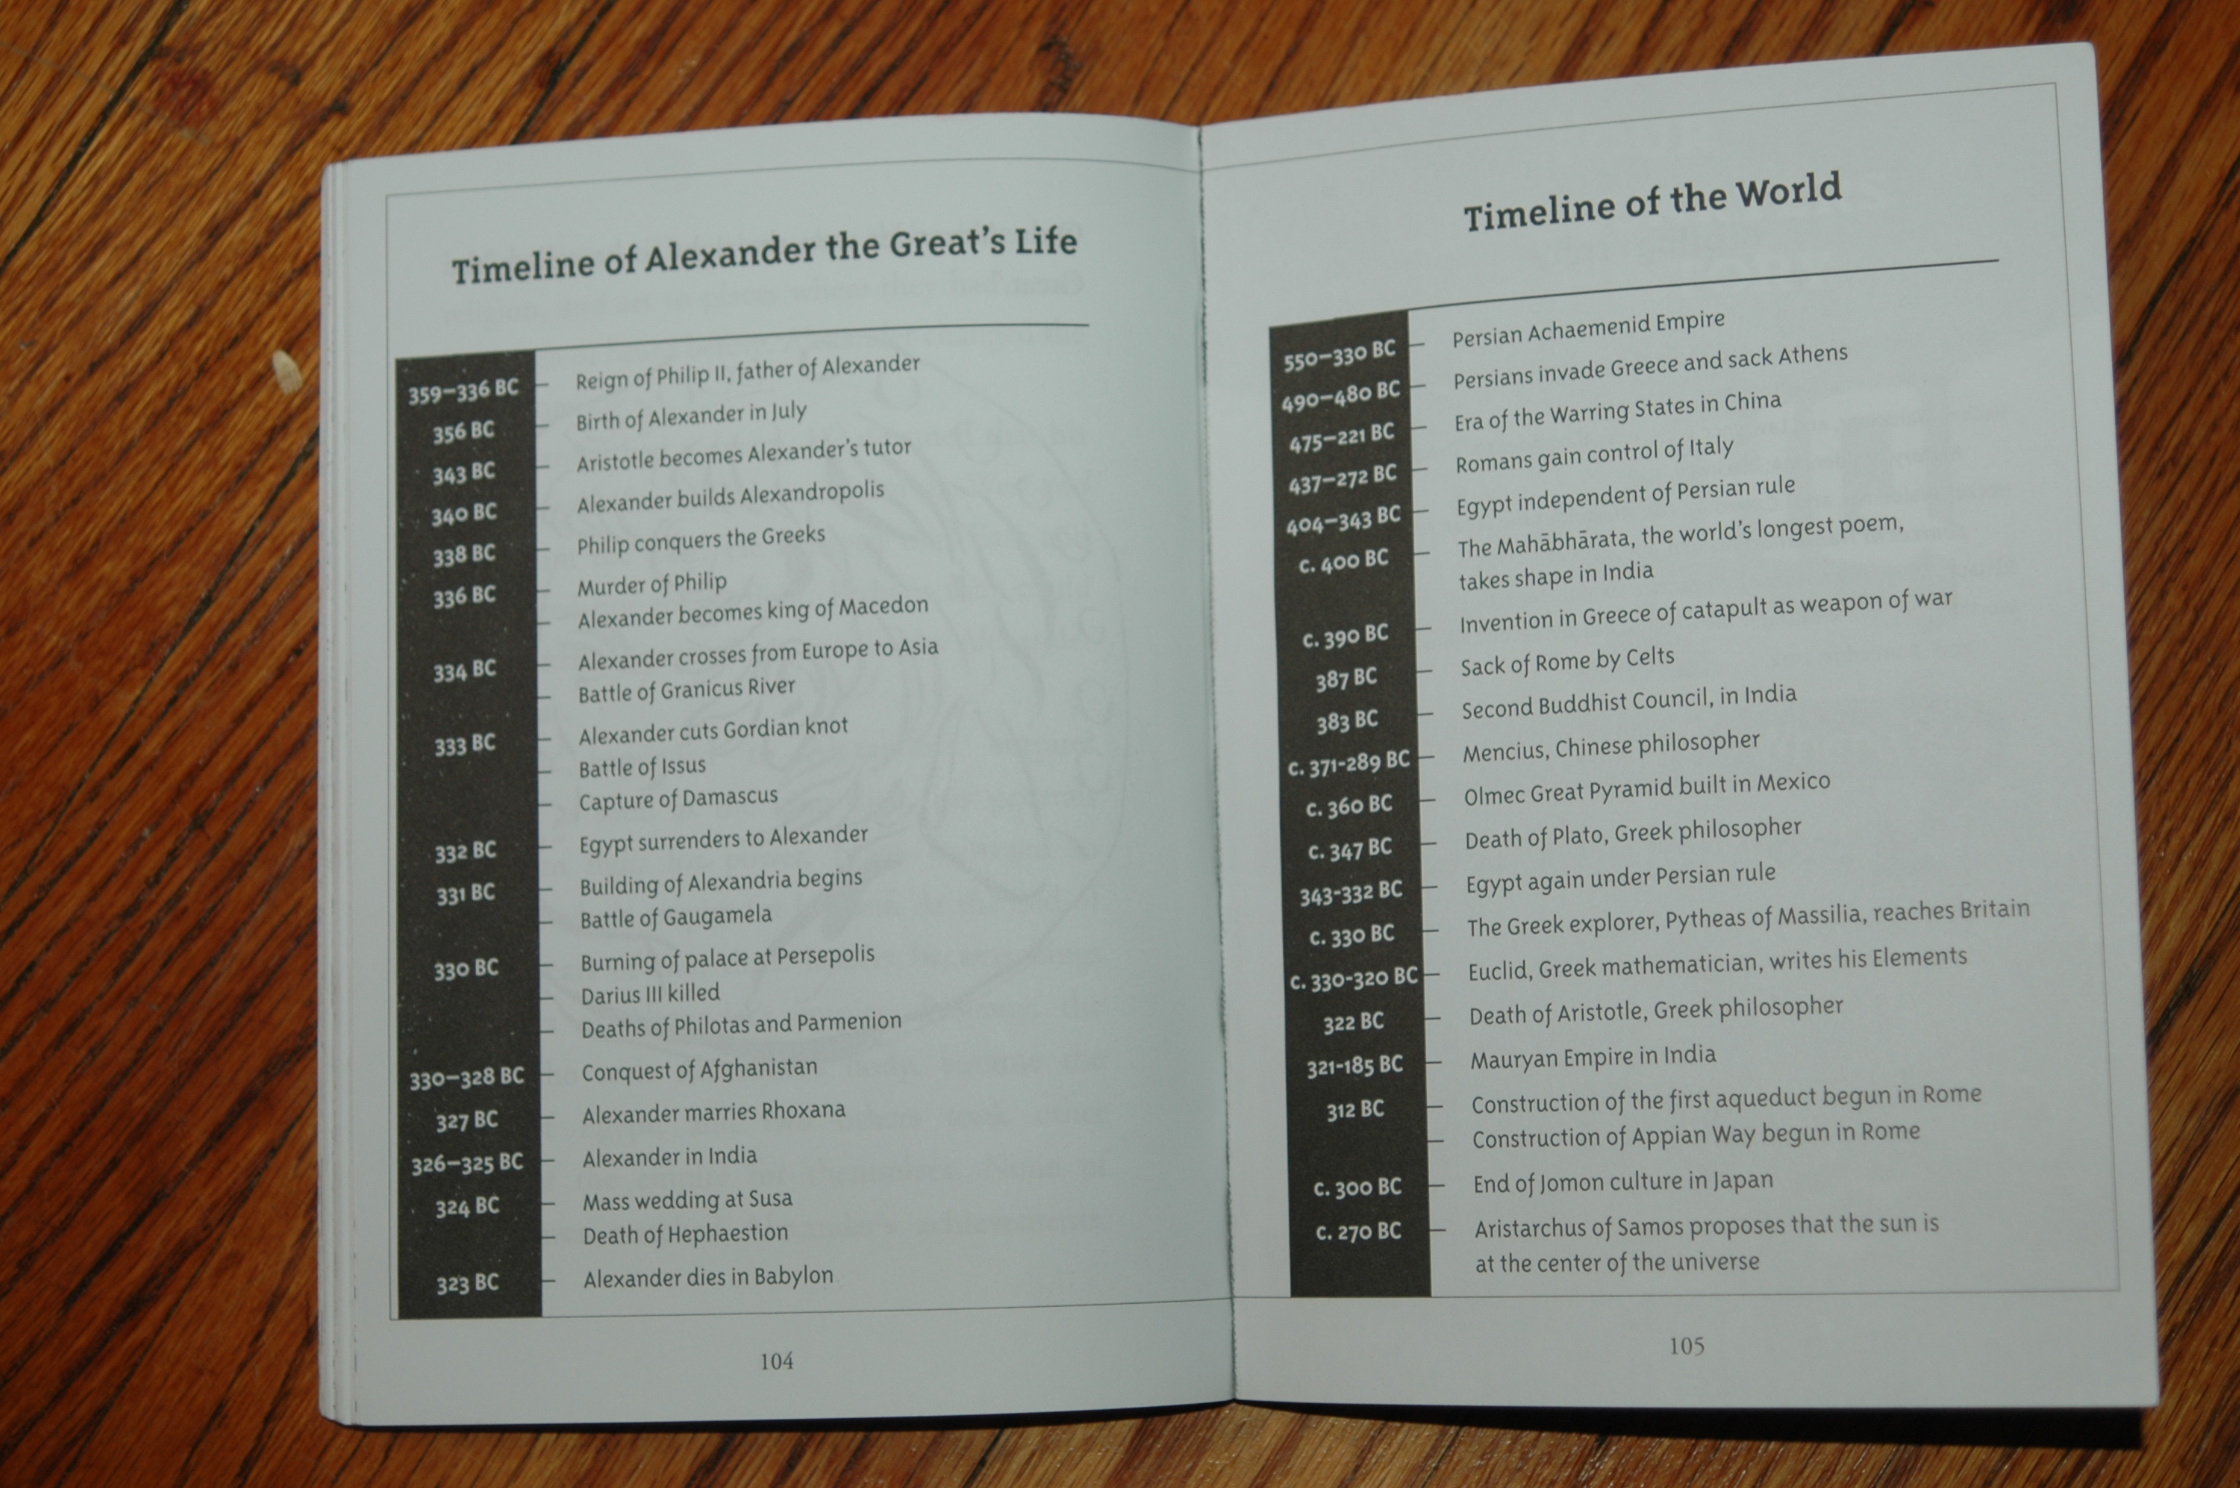 Timeline of Alexander the Great's Life
359–336 BC Reign of Philip II, father of Alexander
356 BC Birth of Alexander in July
343 BC Aristotle becomes Alexander's tutor
340 BC Alexander builds Alexandropolis
338 BC Philip conquers the Greeks
336 BC Murder of Philip
Alexander becomes king of Macedon
334 BC Alexander crosses from Europe to Asia
Battle of Granicus River
333 BC Alexander cuts Gordian knot
Battle of Issus
Capture of Damascus
332 BC Egypt surrenders to Alexander
331 BC Building of Alexandria begins
Battle of Gaugamela
330 BC Burning of palace at Persepolis
Darius III killed
Deaths of Philotas and Parmenion
330–328 BC Conquest of Afghanistan
327 BC Alexander marries Rhoxana
326–325 BC Alexander in India
324 BC Mass wedding at Susa
Death of Hephaestion
323 BC Alexander dies in Babylon
104
Timeline of the World
550–330 BC Persian Achaemenid Empire
490–480 BC Persians invade Greece and sack Athens
475–221 BC Era of the Warring States in China
437–272 BC Romans gain control of Italy
404–343 BC Egypt independent of Persian rule
c. 400 BC The Mahābhārata, the world's longest poem,
takes shape in India
c. 390 BC Invention in Greece of catapult as weapon of war
387 BC Sack of Rome by Celts
383 BC Second Buddhist Council, in India
c. 371-289 BC Mencius, Chinese philosopher
c. 360 BC Olmec Great Pyramid built in Mexico
c. 347 BC Death of Plato, Greek philosopher
343-332 BC Egypt again under Persian rule
c. 330 BC The Greek explorer, Pytheas of Massilia, reaches Britain
c. 330-320 BC Euclid, Greek mathematician, writes his Elements
322 BC Death of Aristotle, Greek philosopher
321-185 BC Mauryan Empire in India
312 BC Construction of the first aqueduct begun in Rome
Construction of Appian Way begun in Rome
c. 300 BC End of Jomon culture in Japan
c. 270 BC Aristarchus of Samos proposes that the sun is
at the center of the universe
105